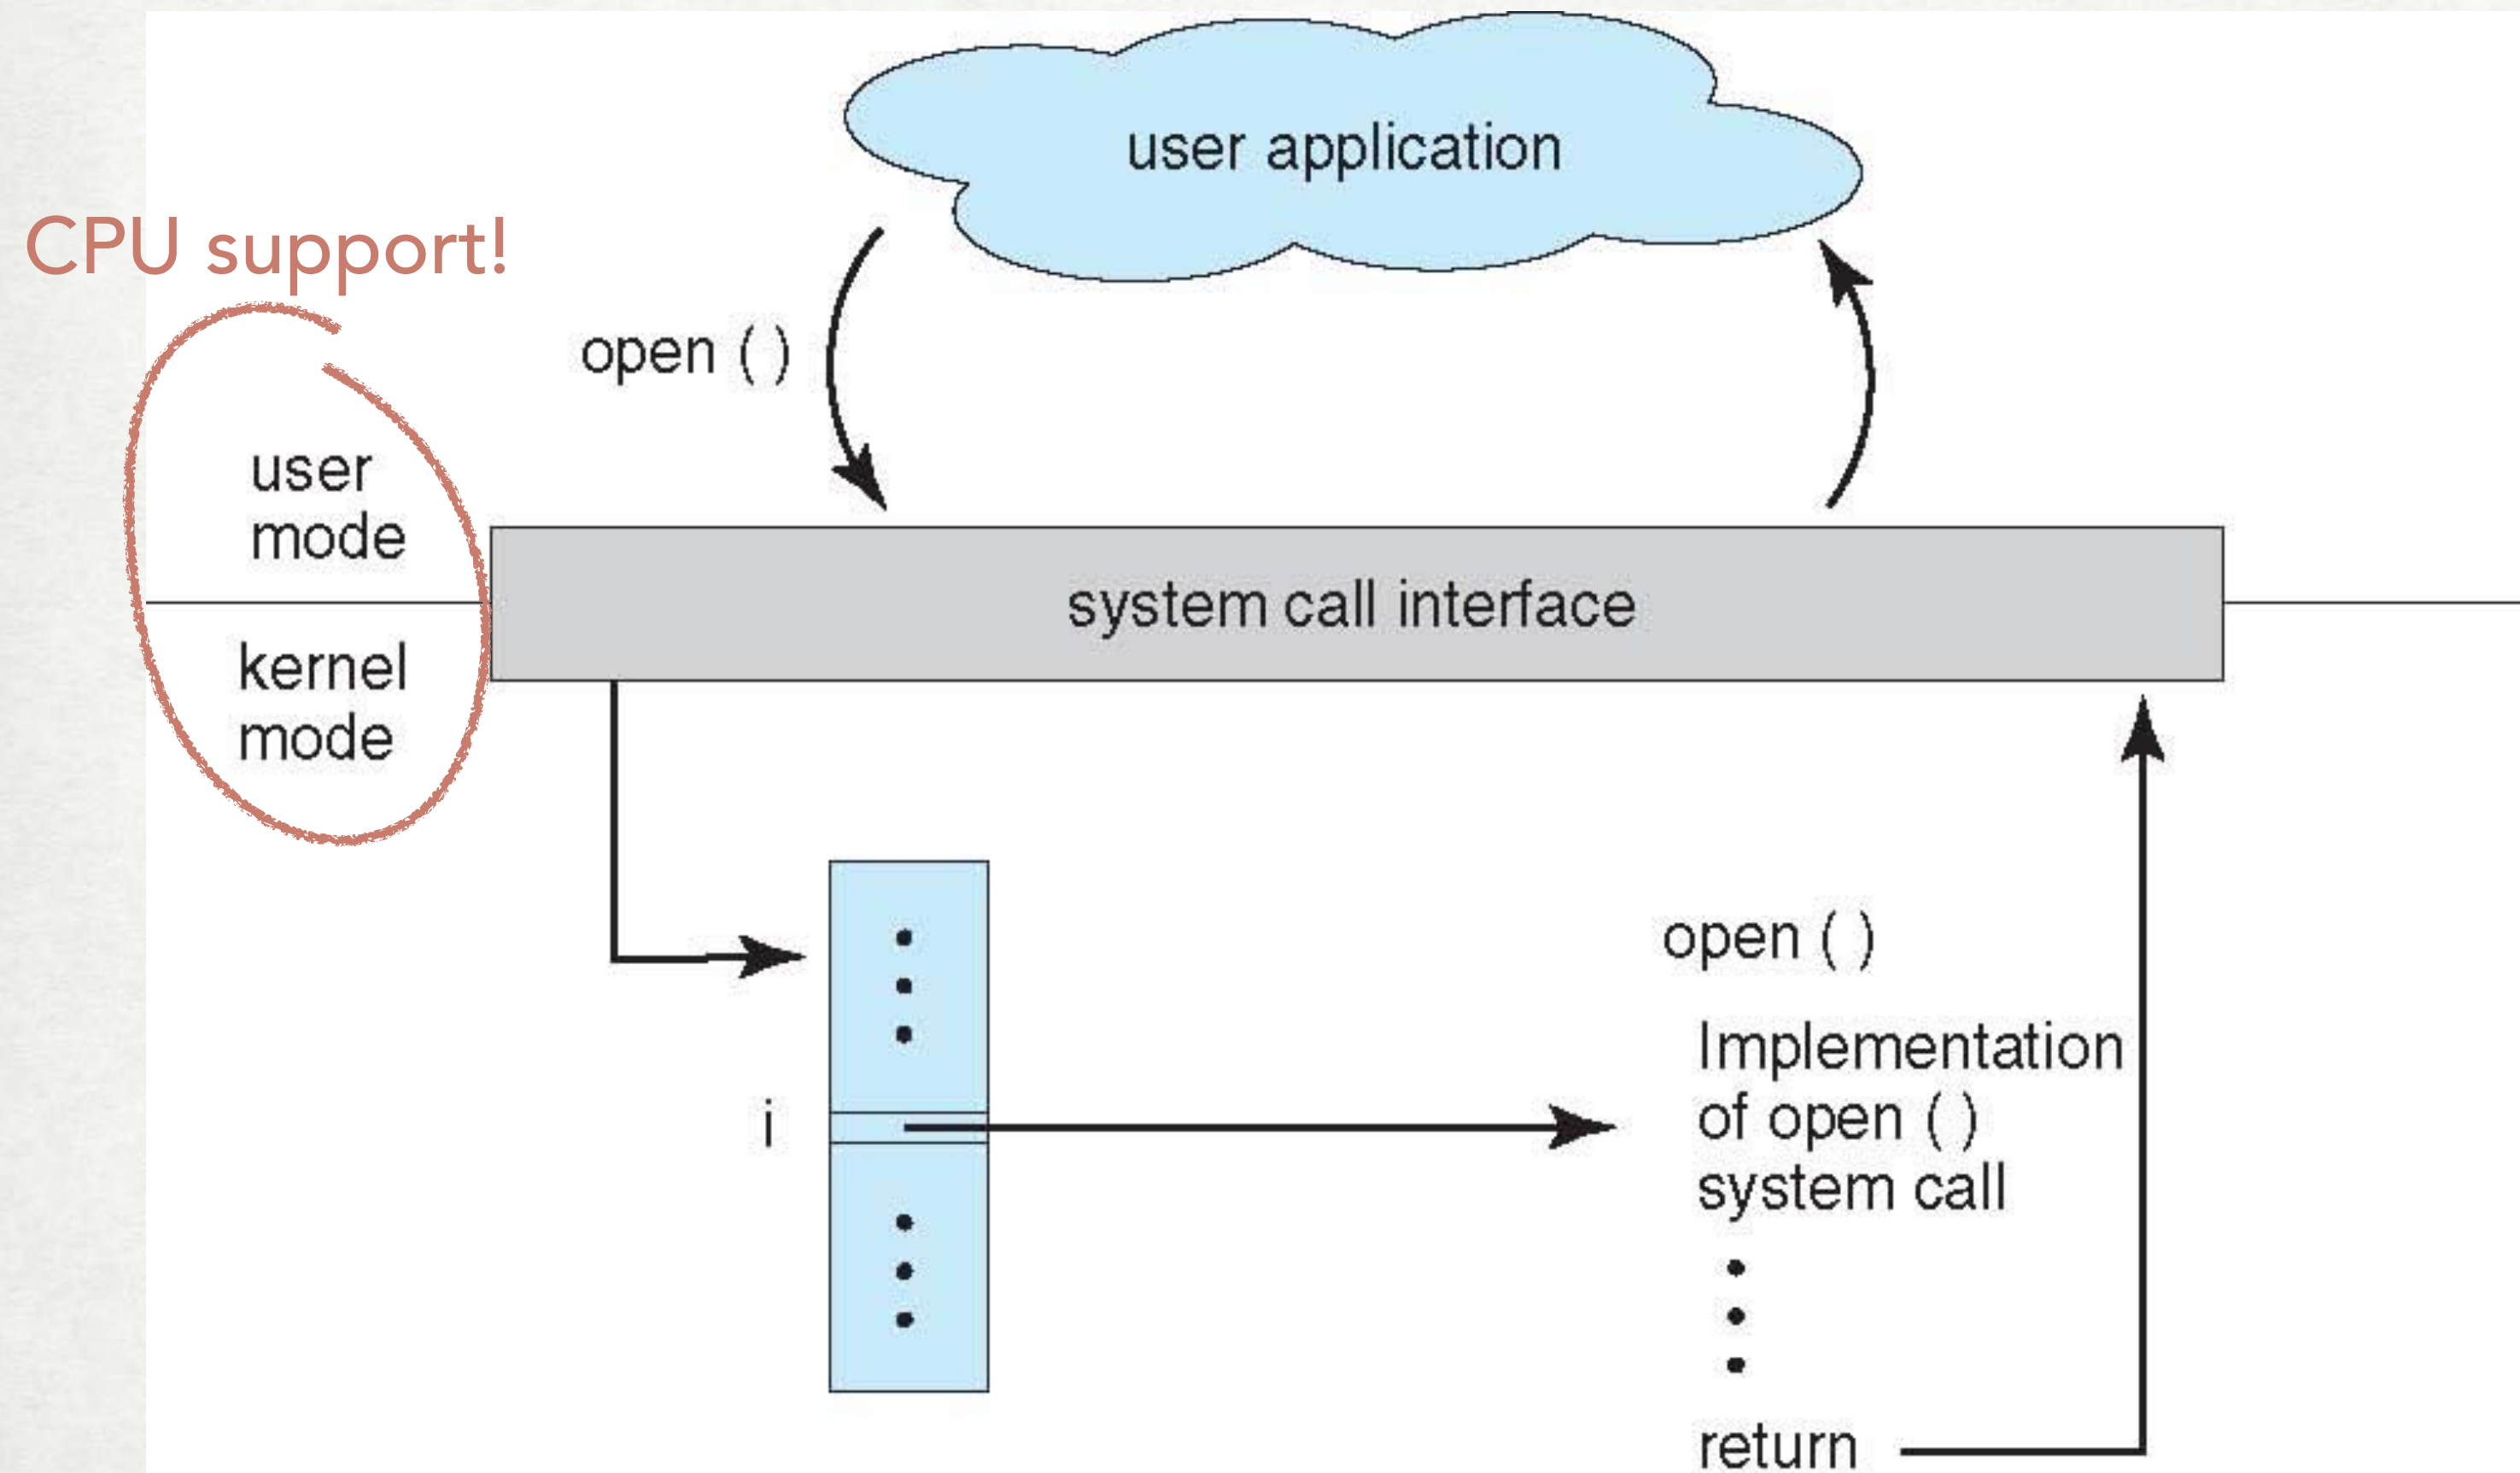 user application
CPU support!
open ( )
user
mode
system call interface
kernel
mode
open ( )
i
Implementation
of open ( )
system call
return